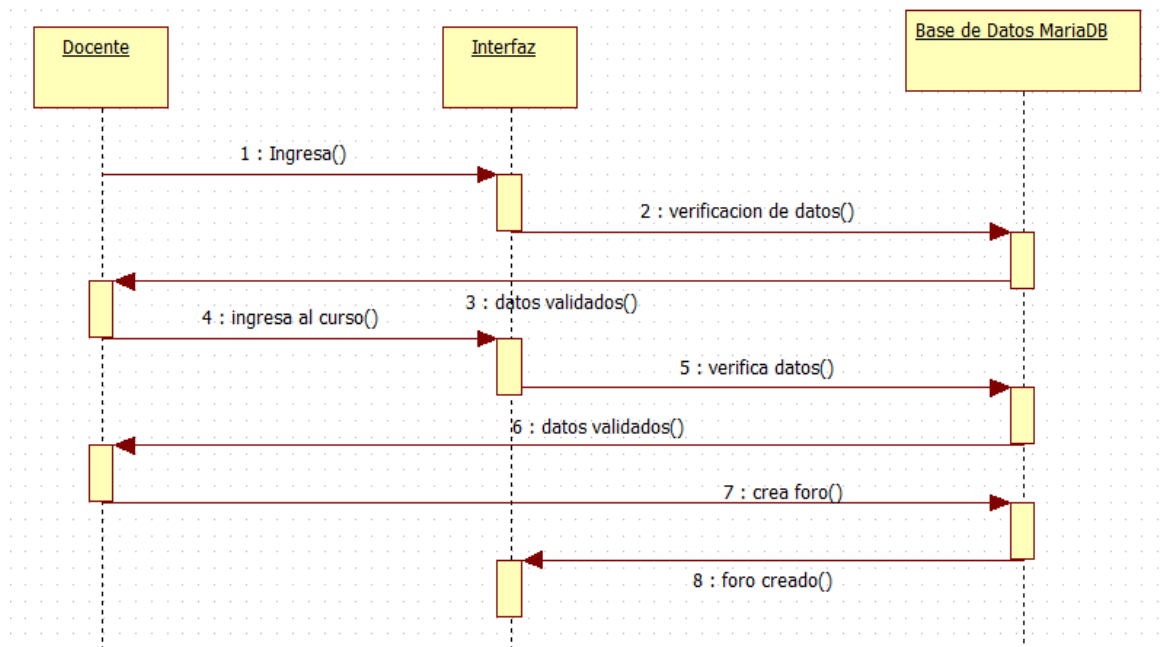 Docente
Interfaz
Base de Datos MariaDB
1 : Ingresa()
2 : verificacion de datos()
3 : datos validados()
4 : ingresa al curso()
5 : verifica datos()
6 : datos validados()
7 : crea foro()
8 : foro creado()